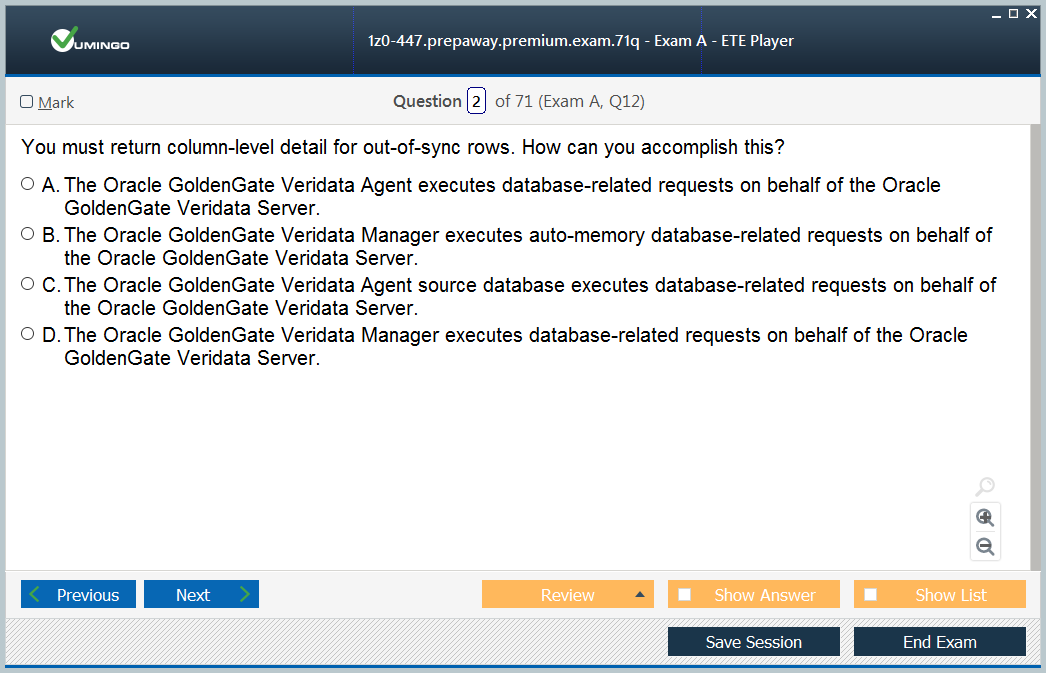 VUMINGO
1z0-447.prepaway.premium.exam.71q - Exam A - ETE Player
Mark
Question 2 of 71 (Exam A, Q12)
You must return column-level detail for out-of-sync rows. How can you accomplish this?
A. The Oracle GoldenGate Veridata Agent executes database-related requests on behalf of the Oracle
GoldenGate Veridata Server.
B. The Oracle GoldenGate Veridata Manager executes auto-memory database-related requests on behalf of
the Oracle GoldenGate Veridata Server.
C. The Oracle GoldenGate Veridata Agent source database executes database-related requests on behalf of
the Oracle GoldenGate Veridata Server.
D. The Oracle GoldenGate Veridata Manager executes database-related requests on behalf of the Oracle
GoldenGate Veridata Server.
Previous
Next
Review
Show Answer
Show List
Save Session
End Exam